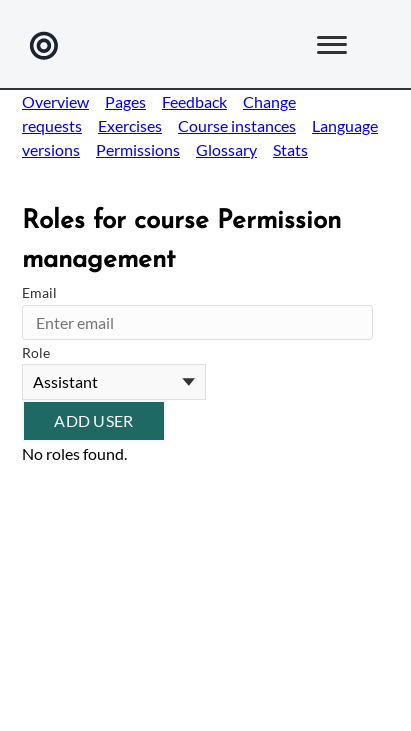 Overview Pages Feedback Change
requests Exercises Course instances Language
versions Permissions Glossary Stats
Roles for course Permission
management
Email
Enter email
Role
Assistant
ADD USER
No roles found.